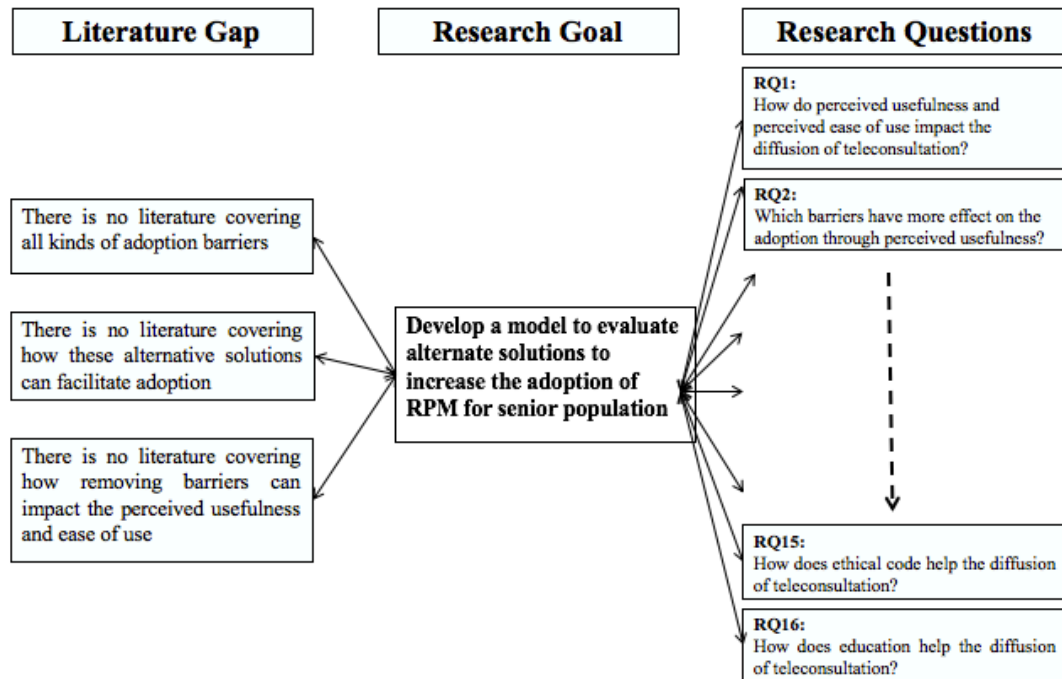 Literature Gap
Research Goal
Research Questions
There is no literature covering
all kinds of adoption barriers
There is no literature covering
how these alternative solutions
can facilitate adoption
There is no literature covering
how removing barriers can
impact the perceived usefulness
and ease of use
Develop a model to evaluate
alternate solutions to
increase the adoption of
RPM for senior population
RQ1:
How do perceived usefulness and
perceived ease of use impact the
diffusion of teleconsultation?
RQ2:
Which barriers have more effect on the
adoption through perceived usefulness?
RQ15:
How does ethical code help the diffusion
of teleconsultation?
RQ16:
How does education help the diffusion
of teleconsultation?